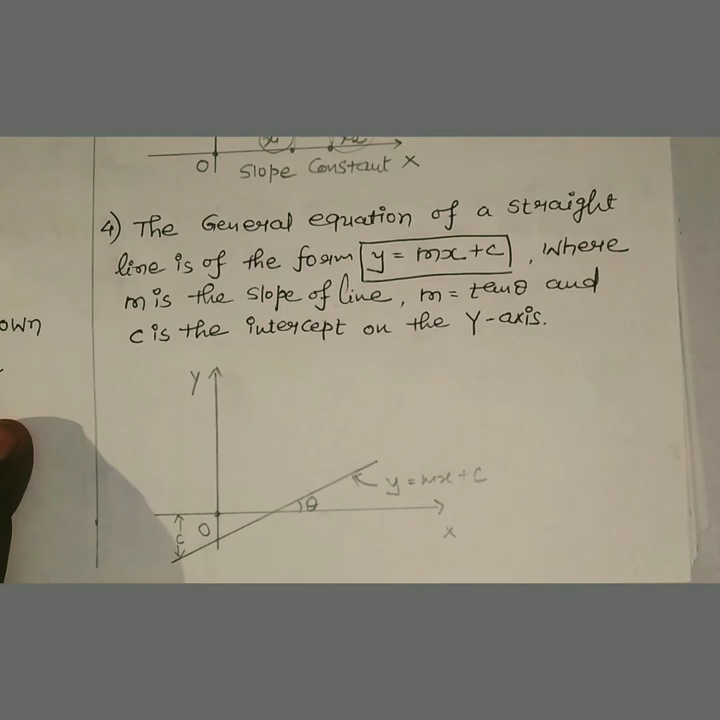 O
Slope Constant X
4) The General equation of a straight
line is of the form y = mx + c , where
m is the slope of line, m = tanθ and
own
c is the intercept on the Y-axis.
Y
y = mx + c
θ
c
O
x